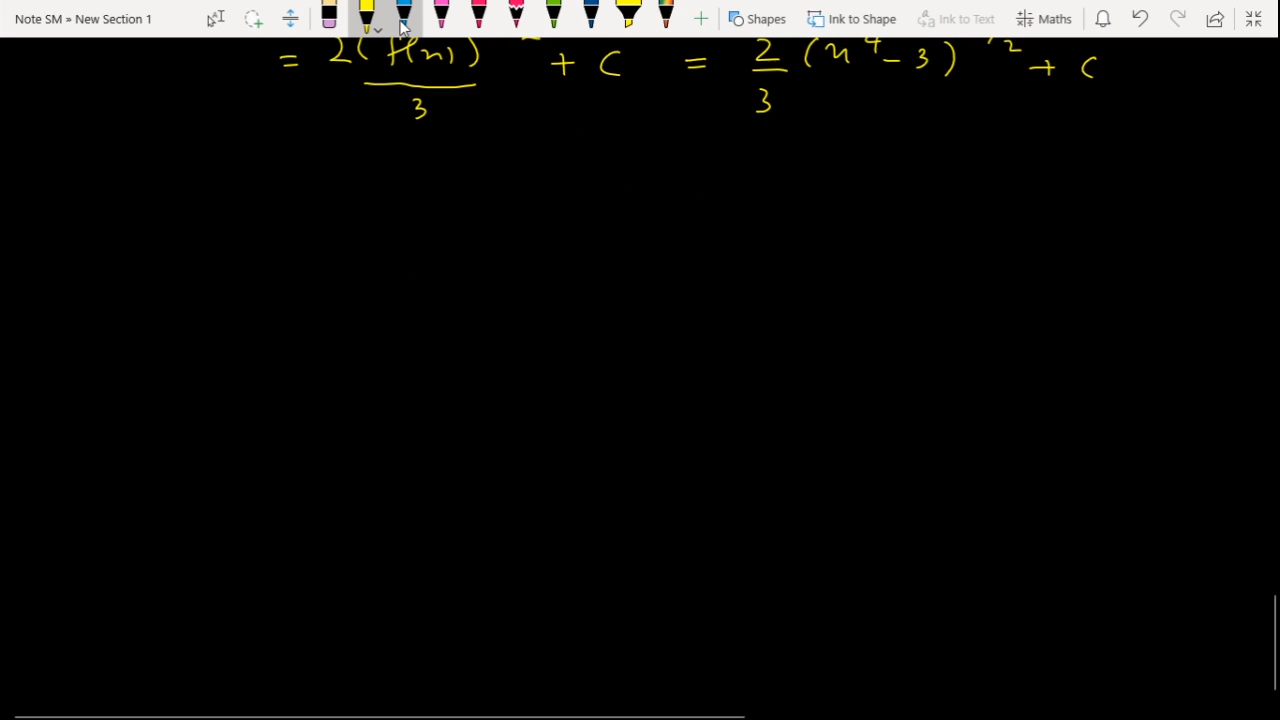 Note SM » New Section 1 Shapes Ink to Shape Ink to Text Maths
= 2(f(x)) / 3 + c = 2/3 (x⁴ - 3) /2 + c